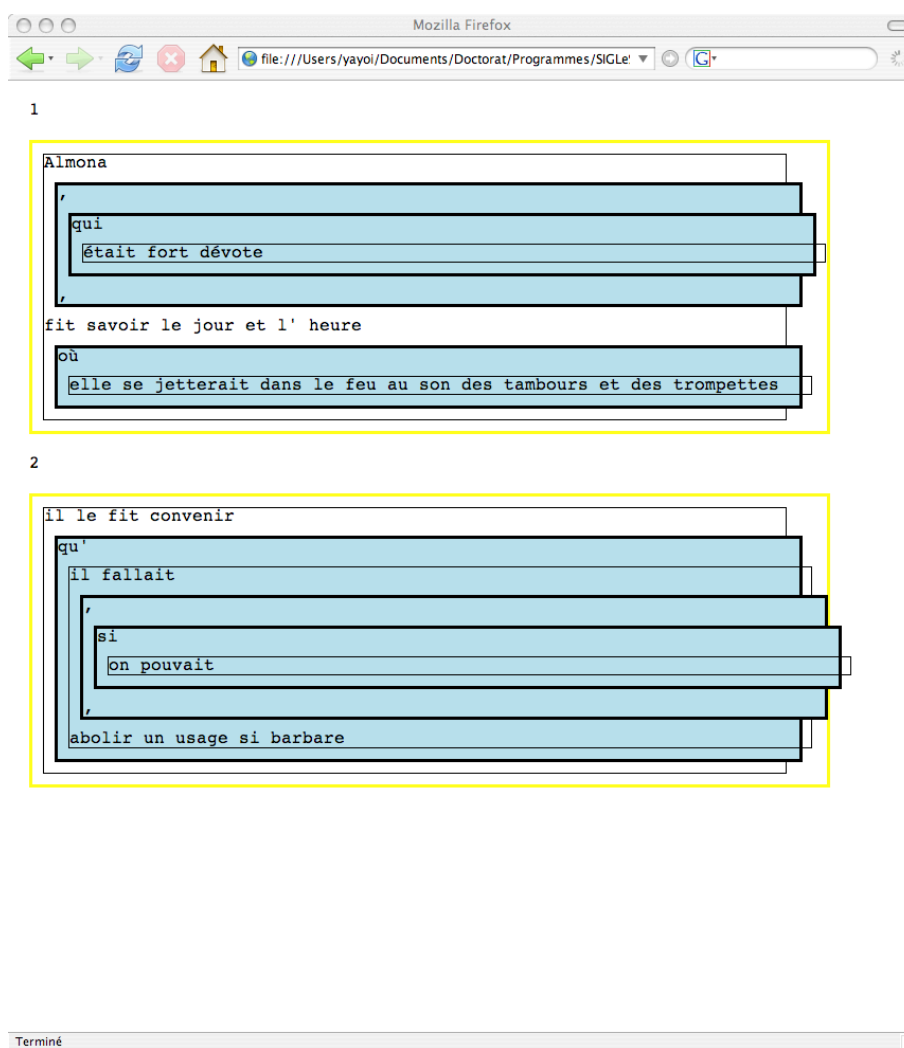 Mozilla Firefox
file:///Users/yayoi/Documents/Doctorat/Programmes/SIGLe
G
1
Almona
,
qui
était fort dévote
,
fit savoir le jour et l' heure
où
elle se jetterait dans le feu au son des tambours et des trompettes
2
il le fit convenir
qu'
il fallait
,
si
on pouvait
,
abolir un usage si barbare
Terminé